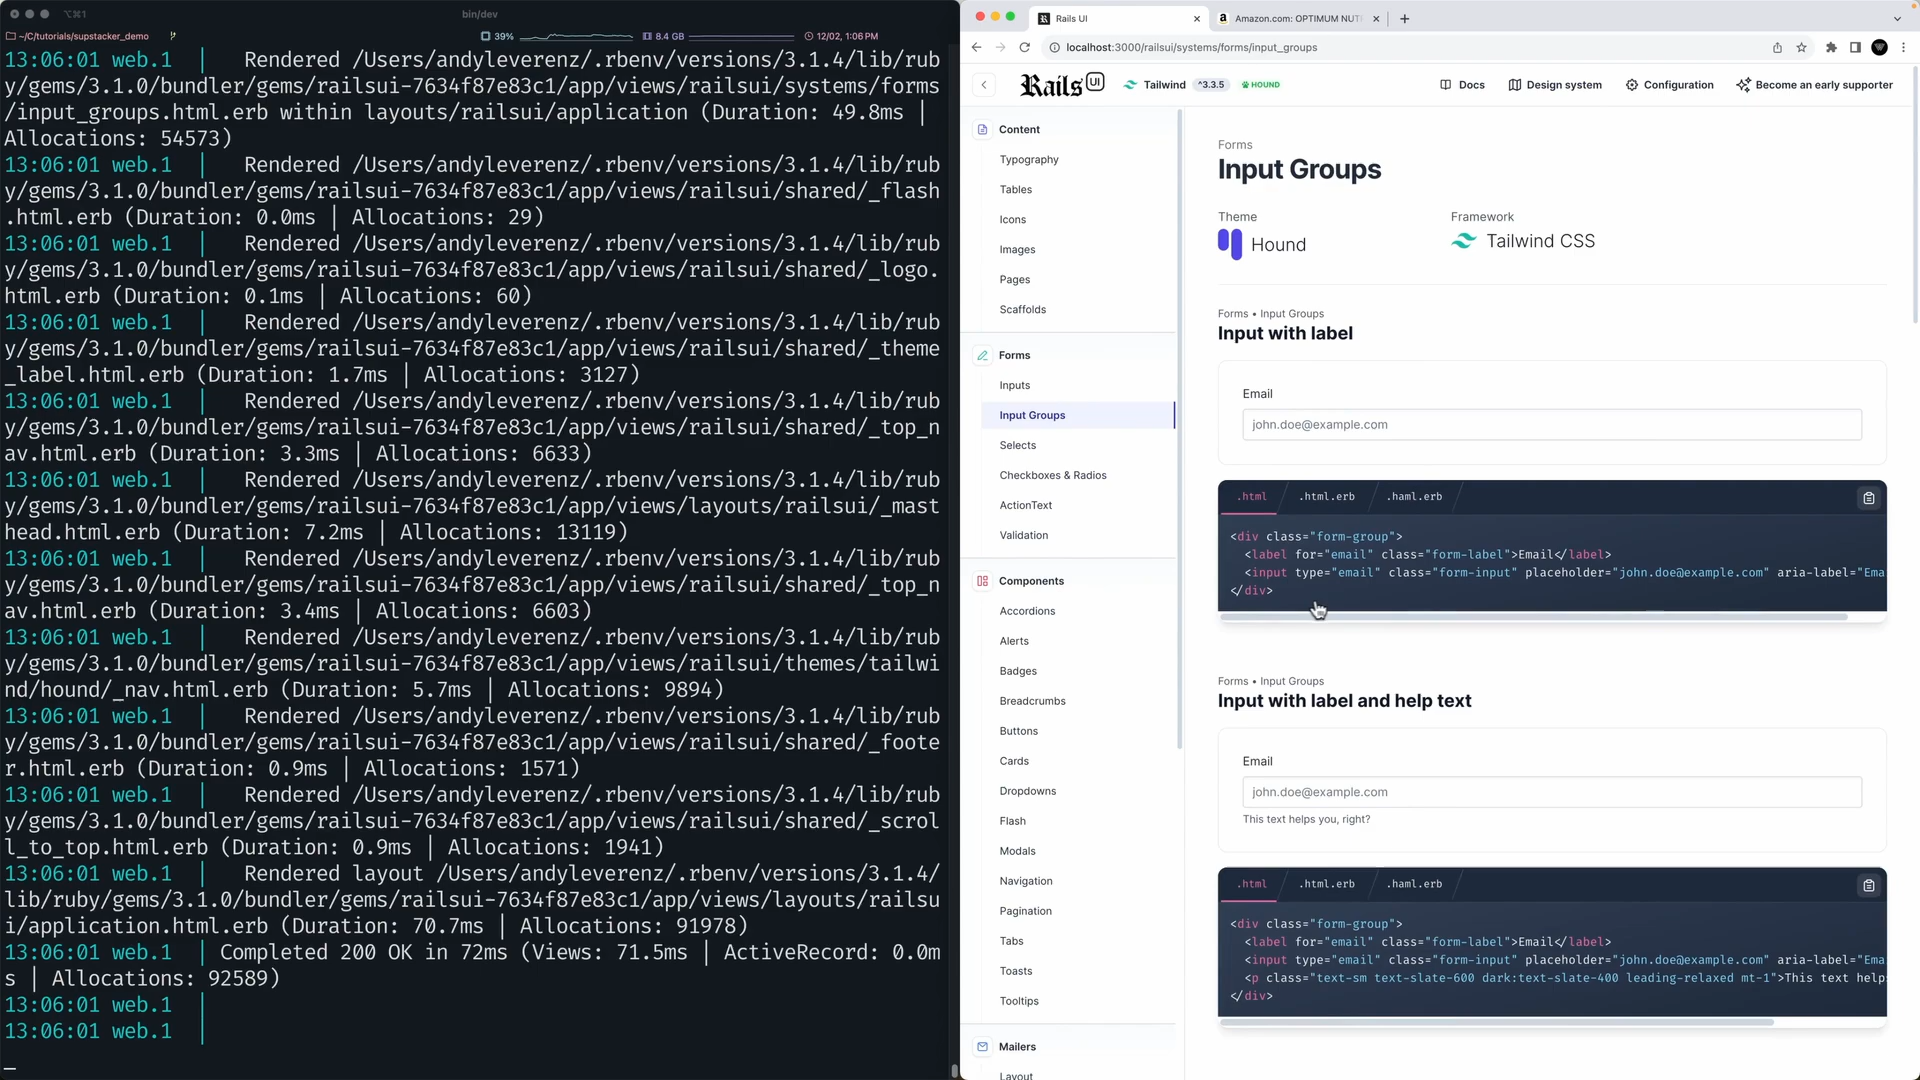 ⌥⌘1
bin/dev
~/C/tutorials/supstacker_demo
39%
8.4 GB
12/02, 1:06 PM
13:06:01 web.1  |   Rendered /Users/andyleverenz/.rbenv/versions/3.1.4/lib/rub
y/gems/3.1.0/bundler/gems/railsui-7634f87e83c1/app/views/railsui/systems/forms
/input_groups.html.erb within layouts/railsui/application (Duration: 49.8ms |
Allocations: 54573)
13:06:01 web.1  |   Rendered /Users/andyleverenz/.rbenv/versions/3.1.4/lib/rub
y/gems/3.1.0/bundler/gems/railsui-7634f87e83c1/app/views/railsui/shared/_flash
.html.erb (Duration: 0.0ms | Allocations: 29)
13:06:01 web.1  |   Rendered /Users/andyleverenz/.rbenv/versions/3.1.4/lib/rub
y/gems/3.1.0/bundler/gems/railsui-7634f87e83c1/app/views/railsui/shared/_logo.
html.erb (Duration: 0.1ms | Allocations: 60)
13:06:01 web.1  |   Rendered /Users/andyleverenz/.rbenv/versions/3.1.4/lib/rub
y/gems/3.1.0/bundler/gems/railsui-7634f87e83c1/app/views/railsui/shared/_theme
_label.html.erb (Duration: 1.7ms | Allocations: 3127)
13:06:01 web.1  |   Rendered /Users/andyleverenz/.rbenv/versions/3.1.4/lib/rub
y/gems/3.1.0/bundler/gems/railsui-7634f87e83c1/app/views/railsui/shared/_top_n
av.html.erb (Duration: 3.3ms | Allocations: 6633)
13:06:01 web.1  |   Rendered /Users/andyleverenz/.rbenv/versions/3.1.4/lib/rub
y/gems/3.1.0/bundler/gems/railsui-7634f87e83c1/app/views/layouts/railsui/_mast
head.html.erb (Duration: 7.2ms | Allocations: 13119)
13:06:01 web.1  |   Rendered /Users/andyleverenz/.rbenv/versions/3.1.4/lib/rub
y/gems/3.1.0/bundler/gems/railsui-7634f87e83c1/app/views/railsui/shared/_top_n
av.html.erb (Duration: 3.4ms | Allocations: 6603)
13:06:01 web.1  |   Rendered /Users/andyleverenz/.rbenv/versions/3.1.4/lib/rub
y/gems/3.1.0/bundler/gems/railsui-7634f87e83c1/app/views/railsui/themes/tailwi
nd/hound/_nav.html.erb (Duration: 5.7ms | Allocations: 9894)
13:06:01 web.1  |   Rendered /Users/andyleverenz/.rbenv/versions/3.1.4/lib/rub
y/gems/3.1.0/bundler/gems/railsui-7634f87e83c1/app/views/railsui/shared/_foote
r.html.erb (Duration: 0.9ms | Allocations: 1571)
13:06:01 web.1  |   Rendered /Users/andyleverenz/.rbenv/versions/3.1.4/lib/rub
y/gems/3.1.0/bundler/gems/railsui-7634f87e83c1/app/views/railsui/shared/_scrol
l_to_top.html.erb (Duration: 0.9ms | Allocations: 1941)
13:06:01 web.1  |   Rendered layout /Users/andyleverenz/.rbenv/versions/3.1.4/
lib/ruby/gems/3.1.0/bundler/gems/railsui-7634f87e83c1/app/views/layouts/railsu
i/application.html.erb (Duration: 70.7ms | Allocations: 91978)
13:06:01 web.1  | Completed 200 OK in 72ms (Views: 71.5ms | ActiveRecord: 0.0m
s | Allocations: 92589)
13:06:01 web.1  |
13:06:01 web.1  |
Rails UI
Amazon.com: OPTIMUM NUT
localhost:3000/railsui/systems/forms/input_groups
Rails UI
Tailwind ^3.3.5
HOUND
Docs
Design system
Configuration
Become an early supporter
Content
Typography
Tables
Icons
Images
Pages
Scaffolds
Forms
Inputs
Input Groups
Selects
Checkboxes & Radios
ActionText
Validation
Components
Accordions
Alerts
Badges
Breadcrumbs
Buttons
Cards
Dropdowns
Flash
Modals
Navigation
Pagination
Tabs
Toasts
Tooltips
Mailers
Layout
Forms
Input Groups
Theme
Hound
Framework
Tailwind CSS
Forms • Input Groups
Input with label
Email
john.doe@example.com
.html .html.erb .haml.erb
<div class="form-group">
<label for="email" class="form-label">Email</label>
<input type="email" class="form-input" placeholder="john.doe@example.com" aria-label="Ema
</div>
Forms • Input Groups
Input with label and help text
Email
john.doe@example.com
This text helps you, right?
.html .html.erb .haml.erb
<div class="form-group">
<label for="email" class="form-label">Email</label>
<input type="email" class="form-input" placeholder="john.doe@example.com" aria-label="Ema
<p class="text-sm text-slate-600 dark:text-slate-400 leading-relaxed mt-1">This text help
</div>